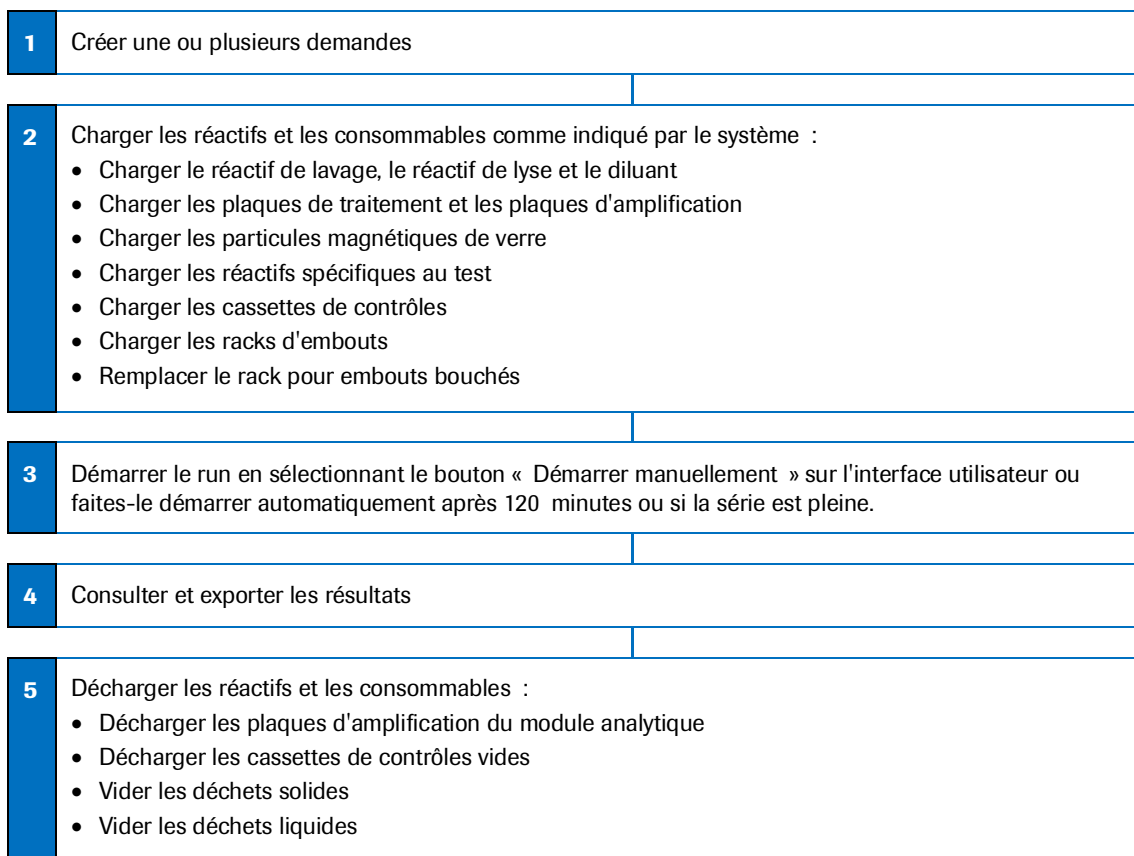 1 Créer une ou plusieurs demandes
2 Charger les réactifs et les consommables comme indiqué par le système :
• Charger le réactif de lavage, le réactif de lyse et le diluant
• Charger les plaques de traitement et les plaques d'amplification
• Charger les particules magnétiques de verre
• Charger les réactifs spécifiques au test
• Charger les cassettes de contrôles
• Charger les racks d'embouts
• Remplacer le rack pour embouts bouchés
3 Démarrer le run en sélectionnant le bouton « Démarrer manuellement » sur l'interface utilisateur ou
faites-le démarrer automatiquement après 120 minutes ou si la série est pleine.
4 Consulter et exporter les résultats
5 Décharger les réactifs et les consommables :
• Décharger les plaques d'amplification du module analytique
• Décharger les cassettes de contrôles vides
• Vider les déchets solides
• Vider les déchets liquides